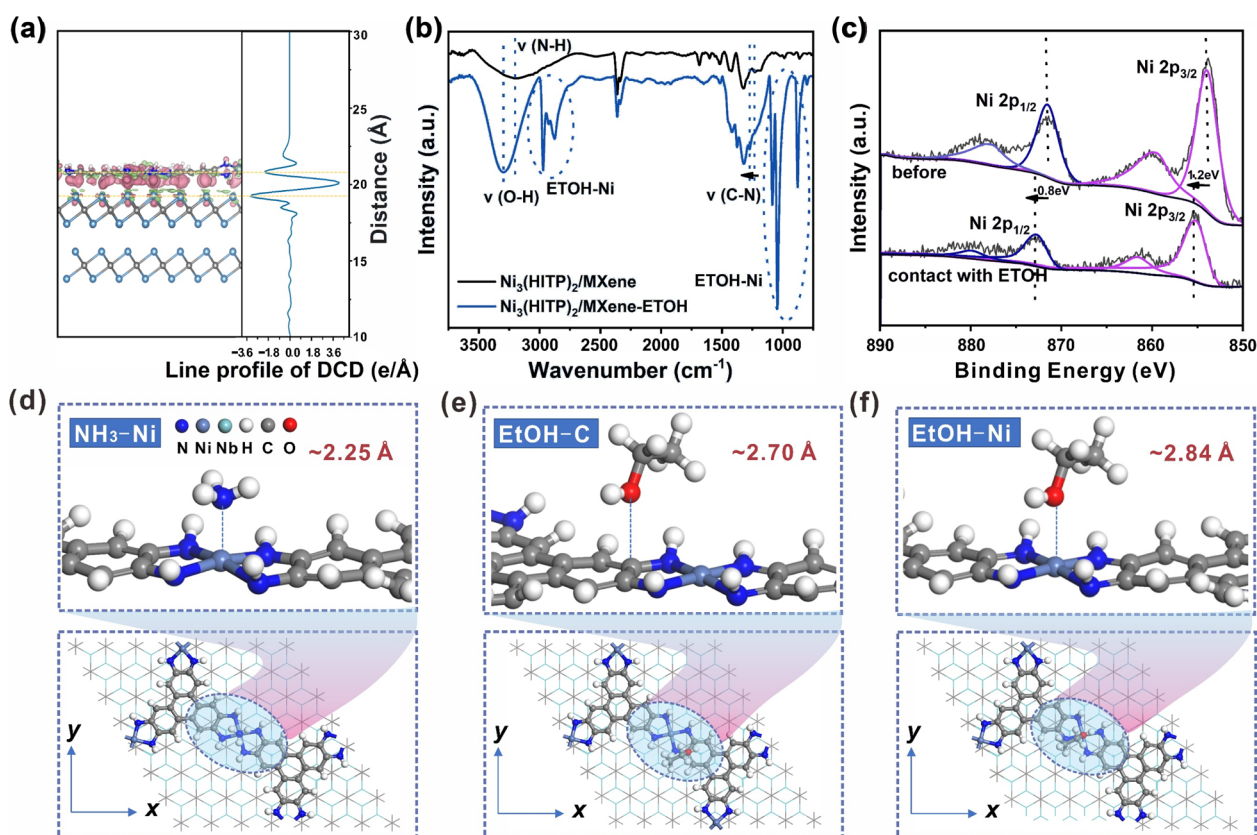 (a)
30
25
20
15
10
Distance (Å)
−3.6 −1.8 0.0 1.8 3.6
Line profile of DCD (e/Å)
(b)
ν (N-H)
ν (O-H)
ETOH-Ni
ν (C-N)
ETOH-Ni
Ni3(HITP)2/MXene
Ni3(HITP)2/MXene-ETOH
Intensity (a.u.)
3500 3000 2500 2000 1500 1000
Wavenumber (cm-1)
(c)
Ni 2p3/2
Ni 2p1/2
before
1.2eV
0.8eV
Ni 2p3/2
Ni 2p1/2
contact with ETOH
Intensity (a.u.)
890 880 870 860 850
Binding Energy (eV)
(d)
NH3−Ni
N Ni Nb H C O
~2.25 Å
y
x
(e)
EtOH−C
~2.70 Å
y
x
(f)
EtOH−Ni
~2.84 Å
y
x